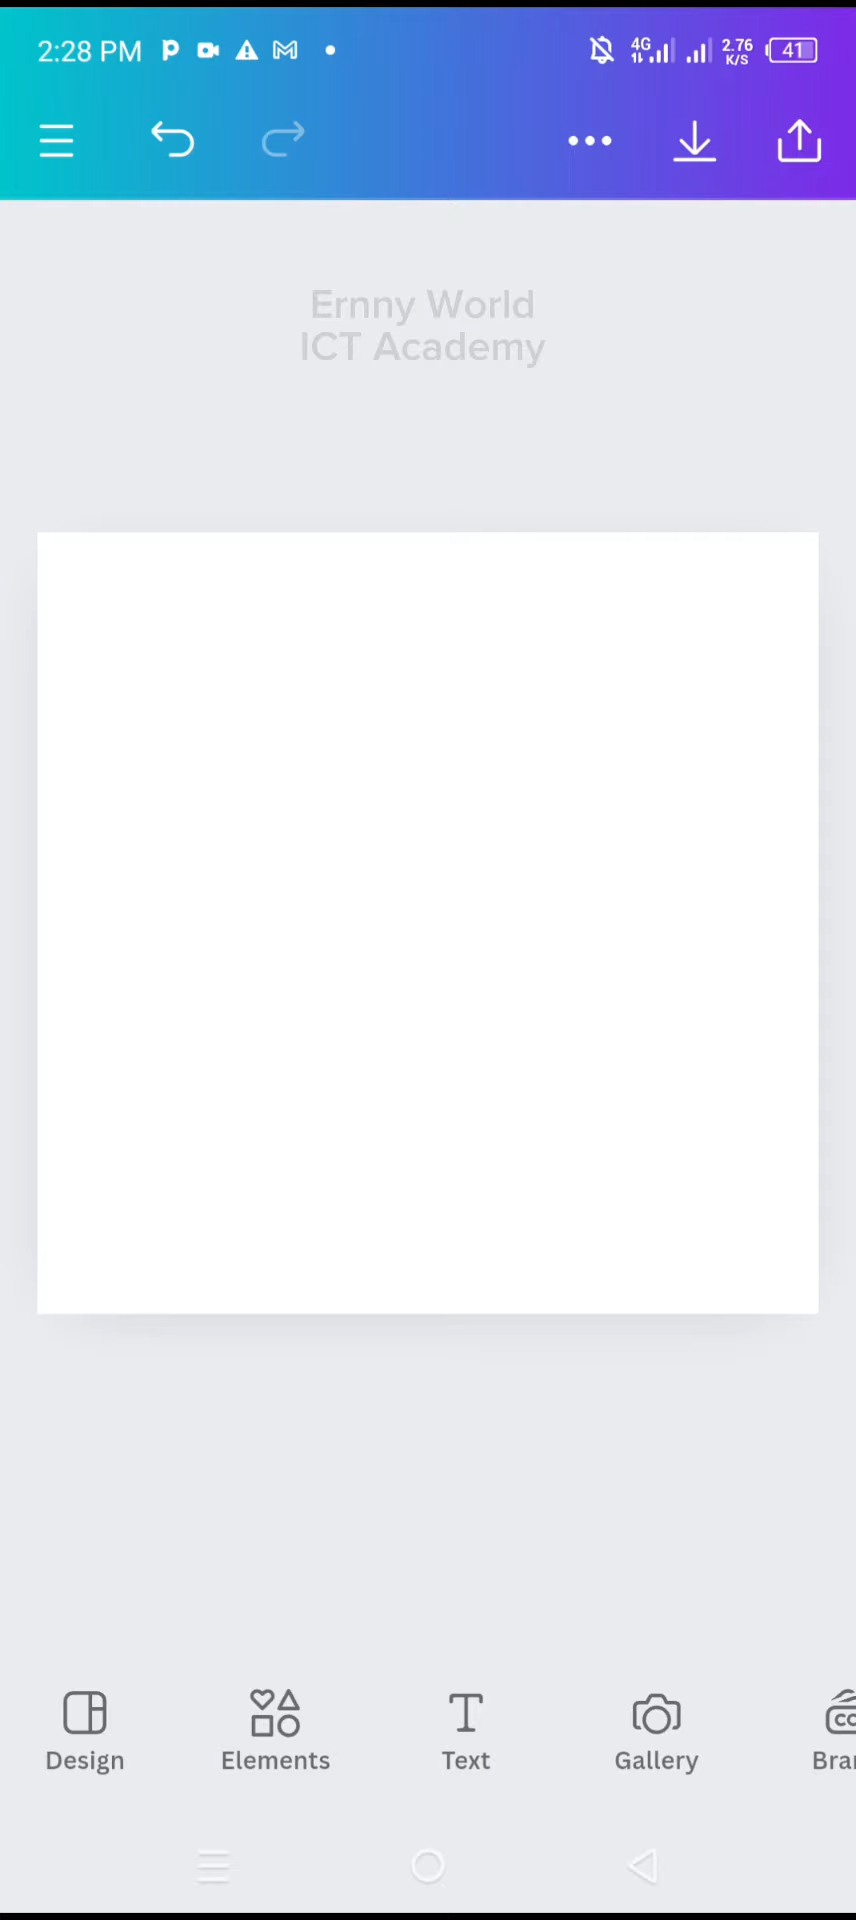 2:28 PM
4G
2.76
K/S
41
Ernny World
ICT Academy
Design
Elements
Text
Gallery